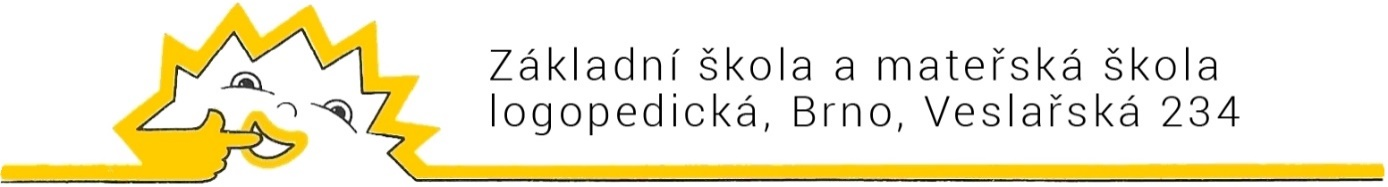 Základní škola a mateřská škola
logopedická, Brno, Veslařská 234